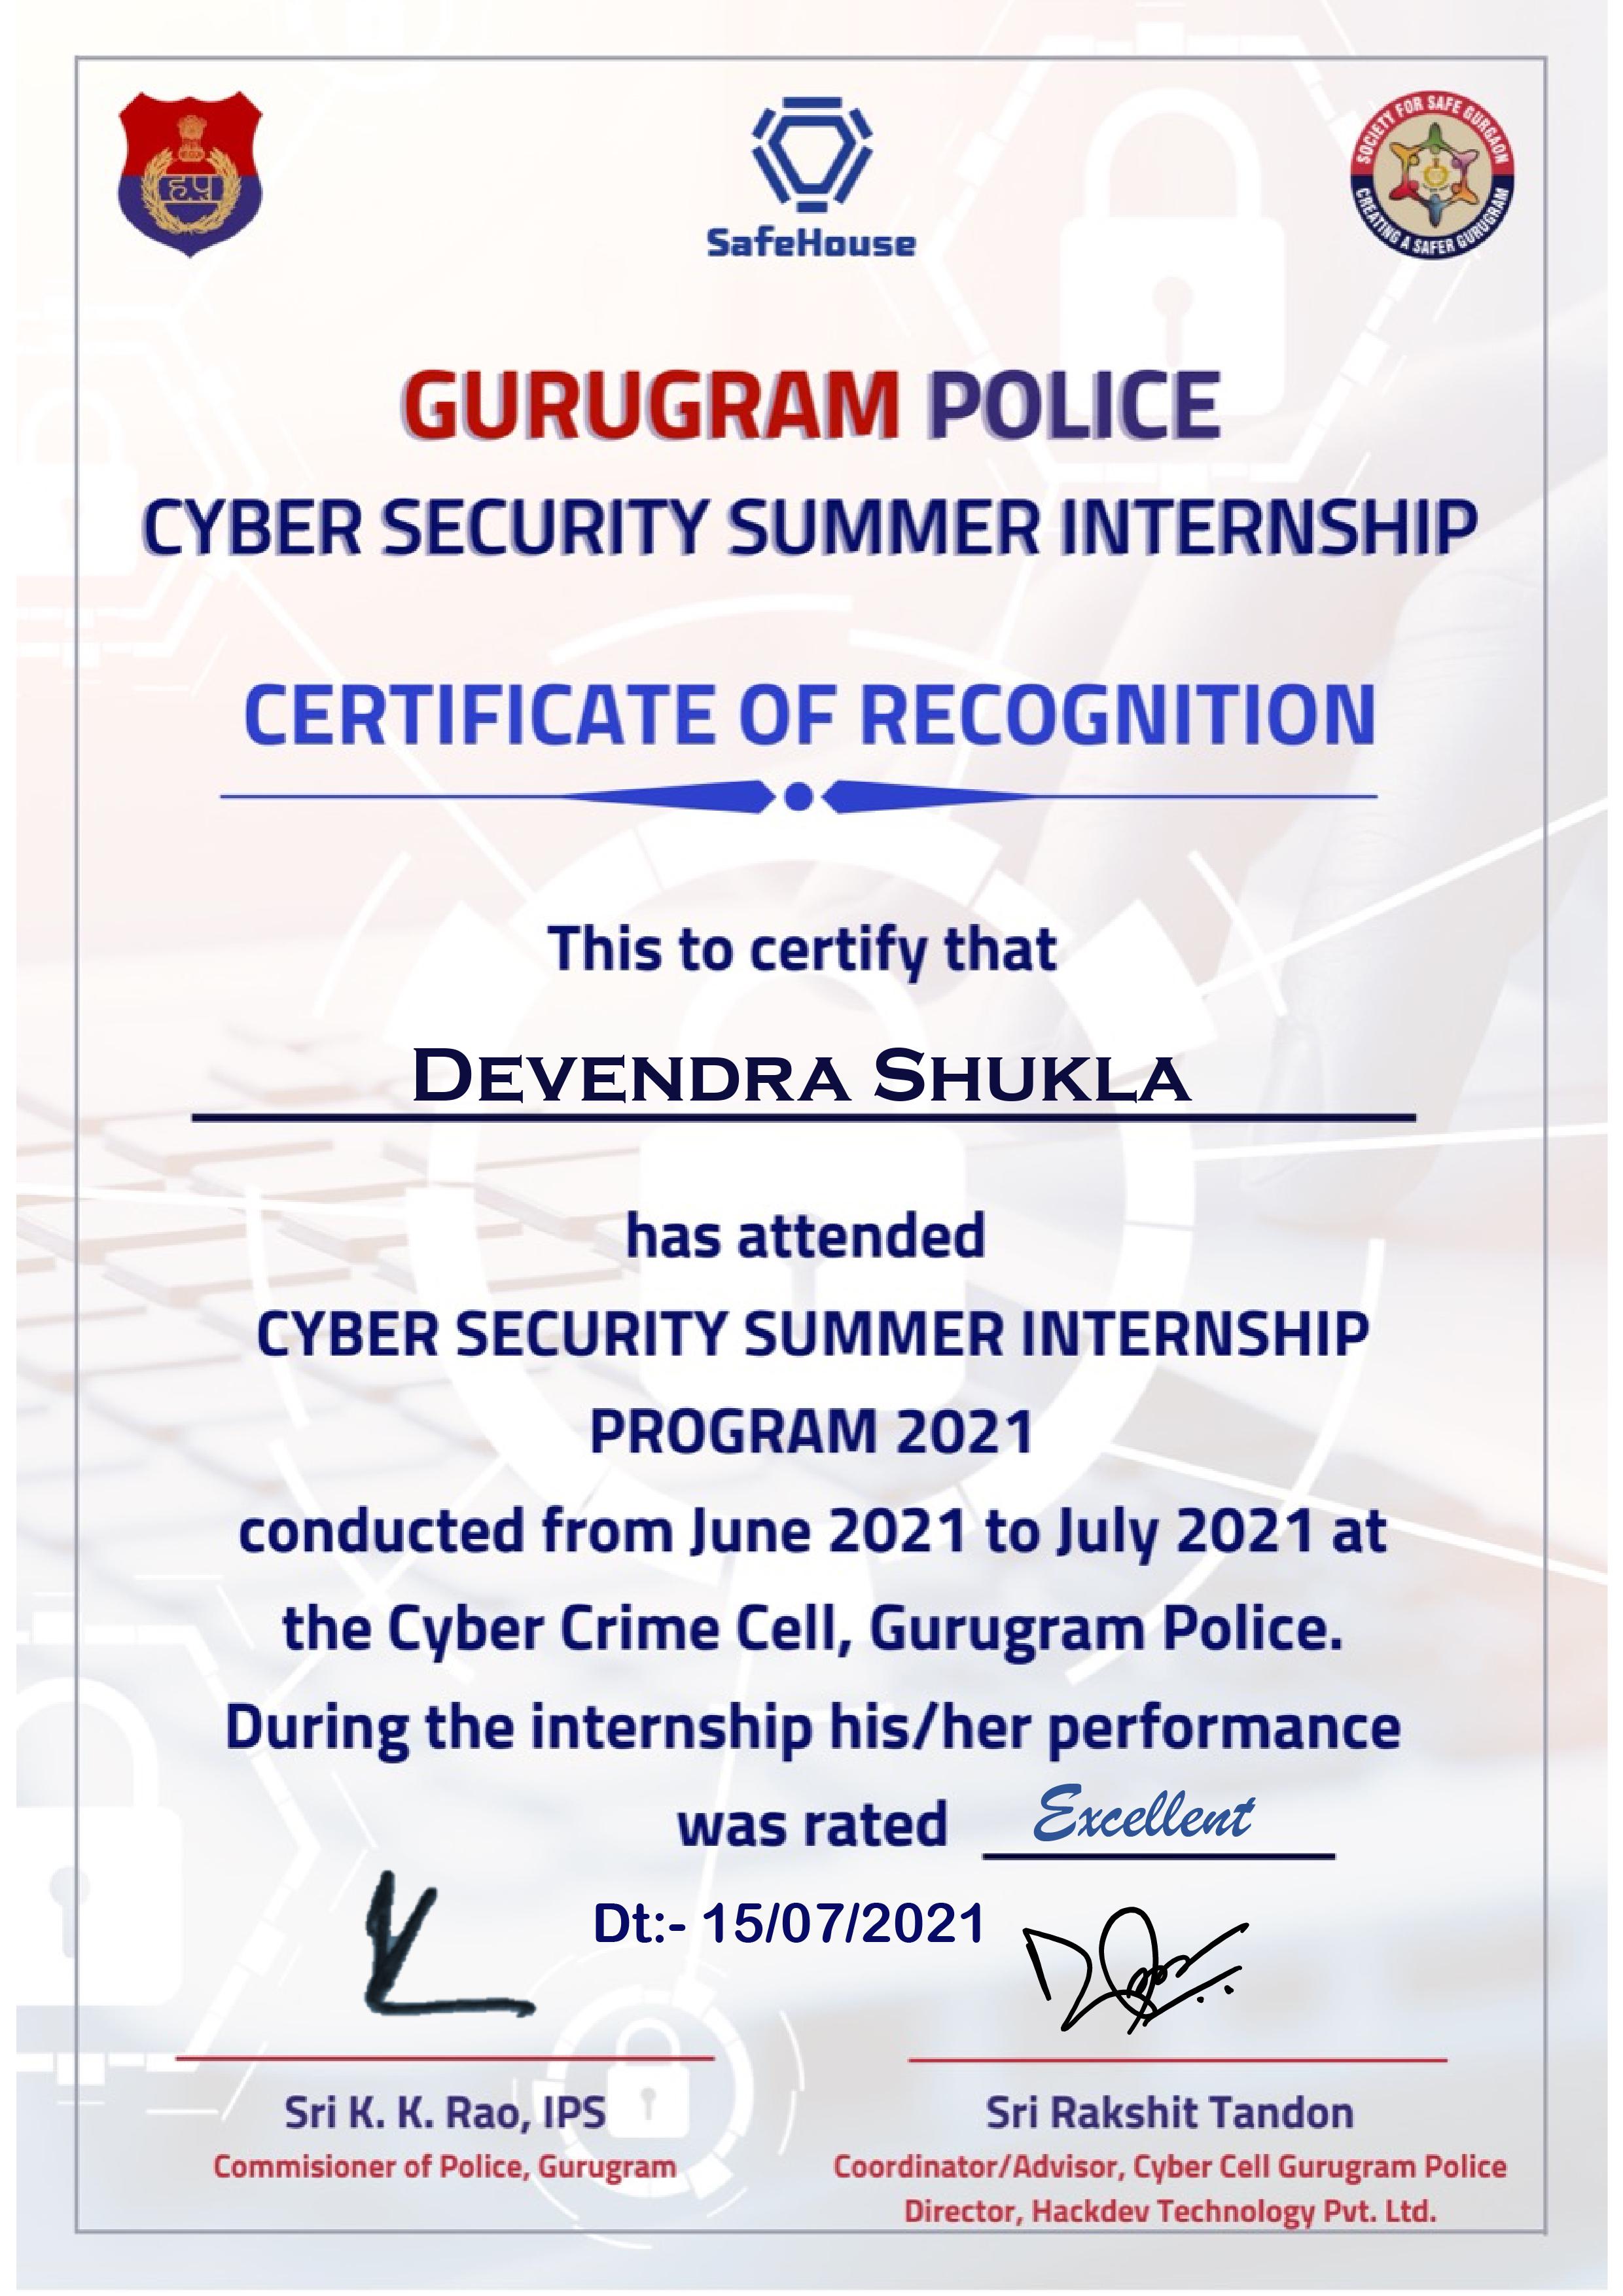 ह.पु
SafeHouse
SOCIETY FOR SAFE GURGAON
CREATING A SAFER GURUGRAM
GURUGRAM POLICE
CYBER SECURITY SUMMER INTERNSHIP
CERTIFICATE OF RECOGNITION
This to certify that
DEVENDRA SHUKLA
has attended
CYBER SECURITY SUMMER INTERNSHIP
PROGRAM 2021
conducted from June 2021 to July 2021 at
the Cyber Crime Cell, Gurugram Police.
During the internship his/her performance
was rated Excellent
Dt:- 15/07/2021
Sri K. K. Rao, IPS
Commisioner of Police, Gurugram
Sri Rakshit Tandon
Coordinator/Advisor, Cyber Cell Gurugram Police
Director, Hackdev Technology Pvt. Ltd.